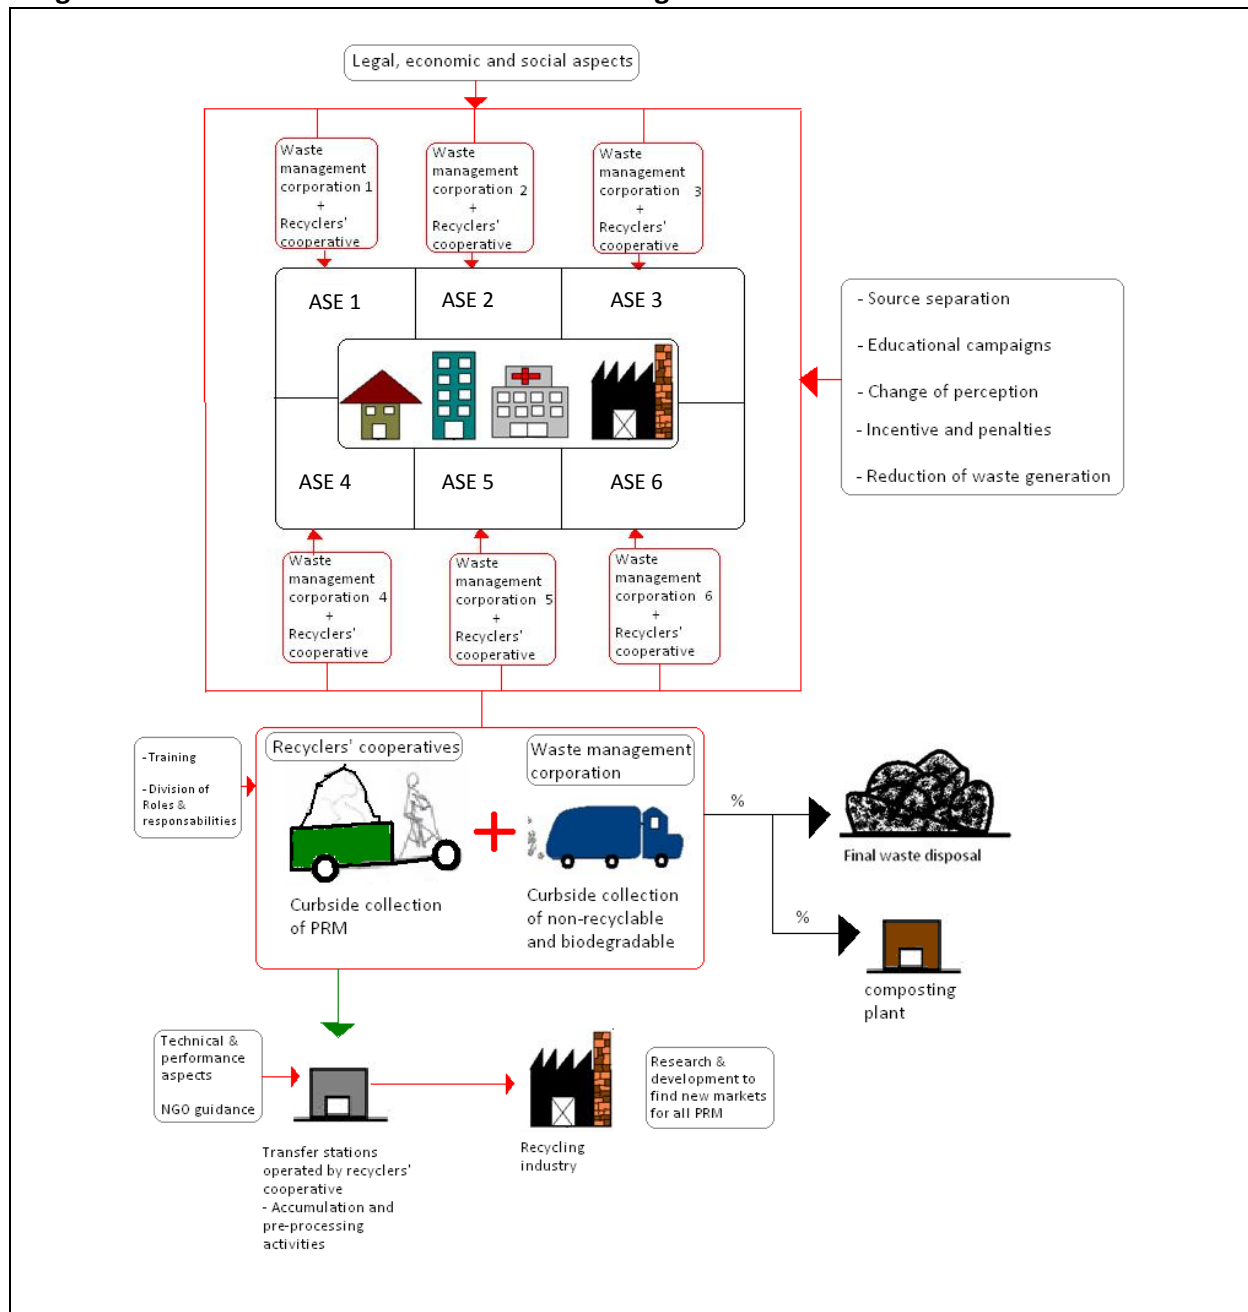 Legal, economic and social aspects
Waste
management
corporation 1
+
Recyclers'
cooperative
Waste
management
corporation 2
+
Recyclers'
cooperative
Waste
management
corporation 3
+
Recyclers'
cooperative
ASE 1
ASE 2
ASE 3
ASE 4
ASE 5
ASE 6
- Source separation
- Educational campaigns
- Change of perception
- Incentive and penalties
- Reduction of waste generation
Waste
management
corporation 4
+
Recyclers'
cooperative
Waste
management
corporation 5
+
Recyclers'
cooperative
Waste
management
corporation 6
+
Recyclers'
cooperative
- Training
- Division of
Roles &
responsabilities
Recyclers' cooperatives
Waste management
corporation
Curbside collection
of PRM
Curbside collection
of non-recyclable
and biodegradable
%
Final waste disposal
%
composting
plant
Technical &
performance
aspects
NGO guidance
Transfer stations
operated by recyclers'
cooperative
- Accumulation and
pre-processing
activities
Recycling
industry
Research &
development to
find new markets
for all PRM